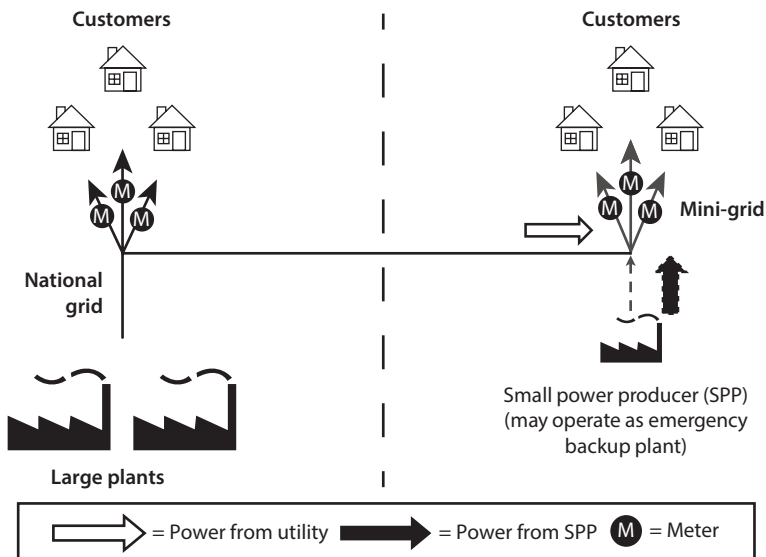 Customers
Customers
M
M
M
M
M
M
Mini-grid
National
grid
Small power producer (SPP)
(may operate as emergency
backup plant)
Large plants
= Power from utility = Power from SPP M = Meter